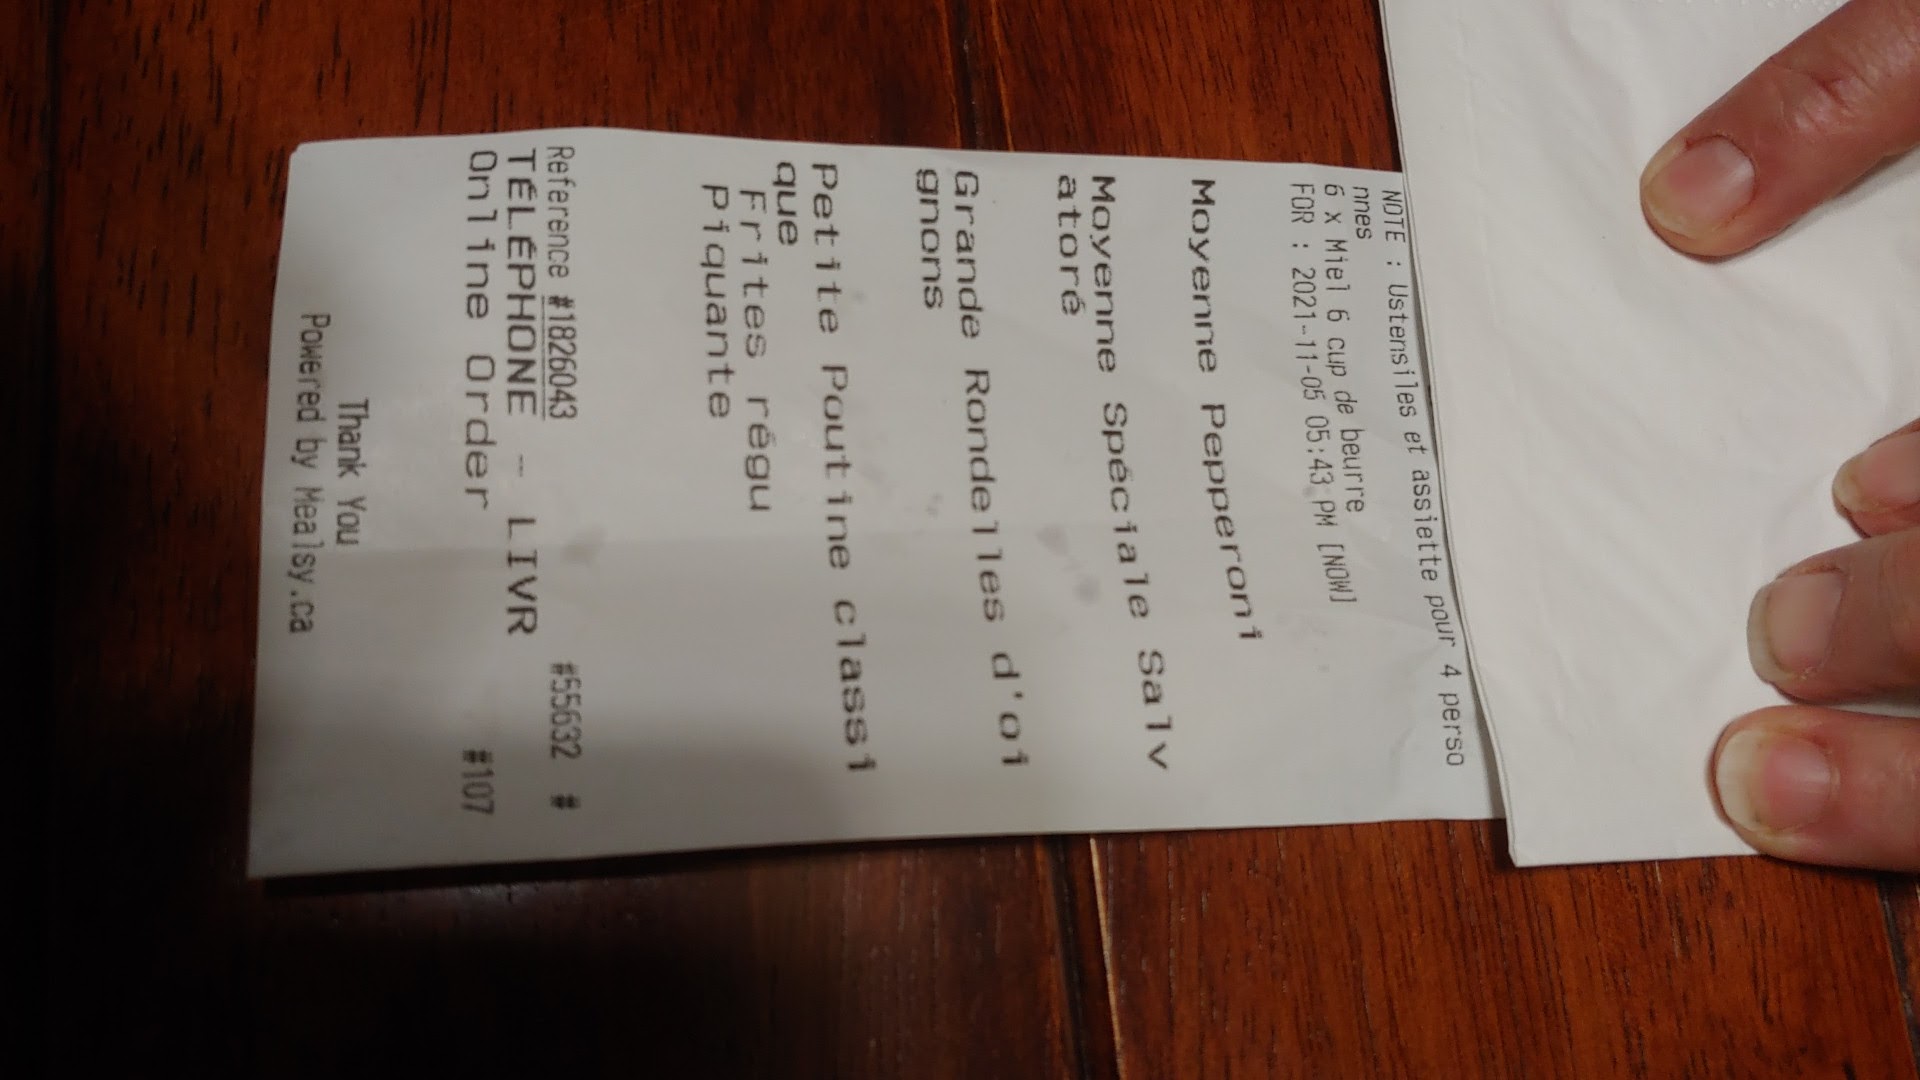 NOTE : Ustensiles et assiette pour 4 perso
nnes
6 x Miel 6 cup de beurre
FOR : 2021-11-05 05:43 PM [NOW]
Moyenne Pepperoni
Moyenne Spéciale Salv
atoré
Grande Rondelles d'oi
gnons
Petite Poutine classi
que
Frites régu
Piquante
Reference #1826043 #55632 #
TÉLÉPHONE - LIVR
Online Order #107
Thank You
Powered by Mealsy.ca